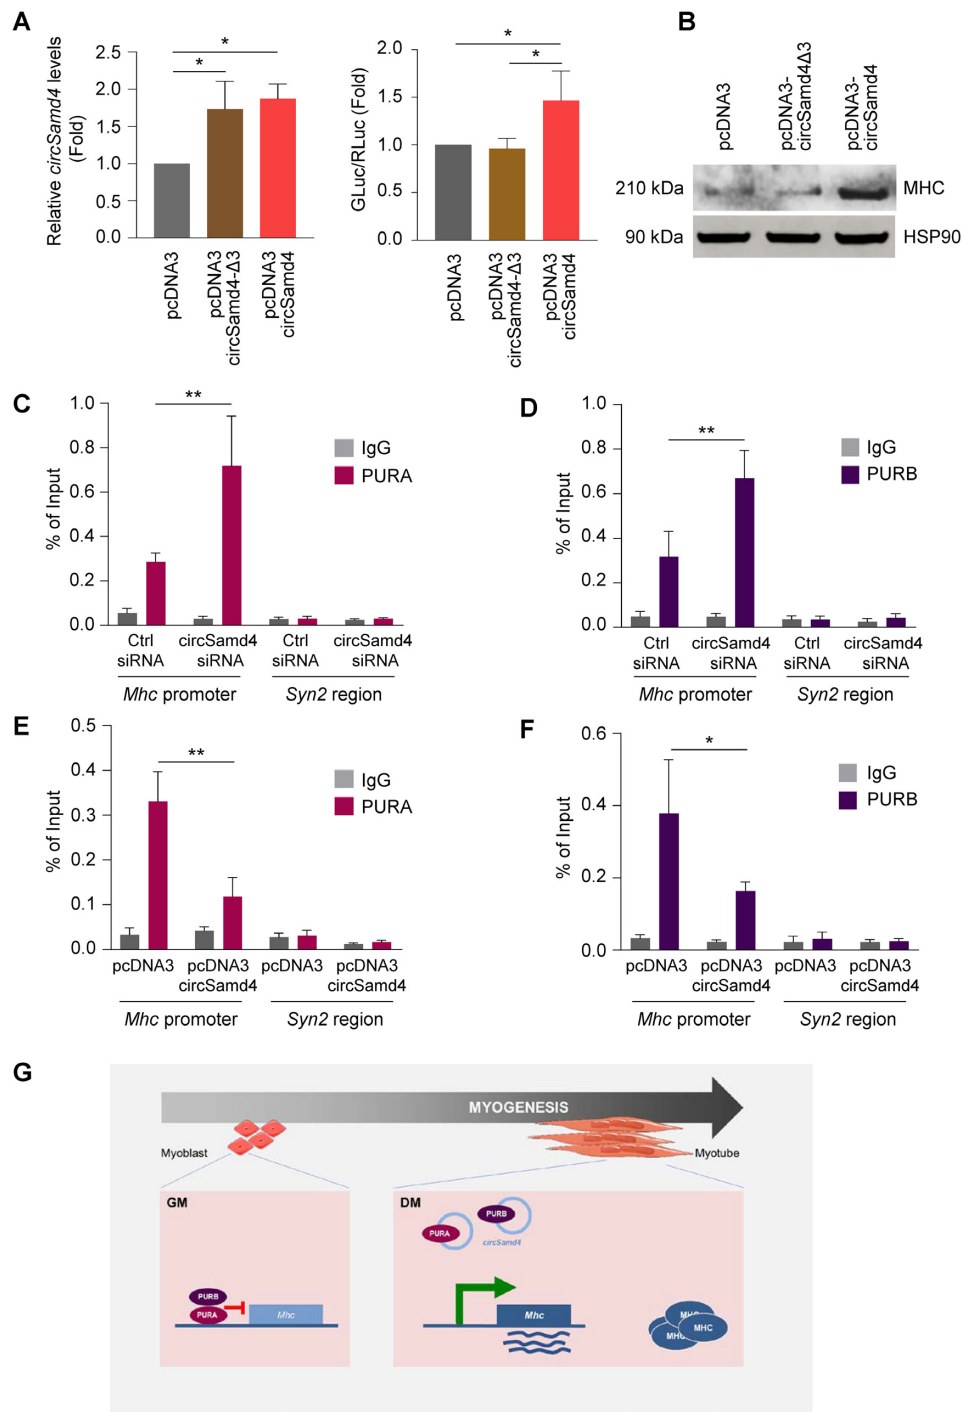 A
Relative circSamd4 levels
(Fold)
2.5
2.0
1.5
1.0
0.5
0.0
*
*
pcDNA3
pcDNA3
circSamd4-Δ3
pcDNA3
circSamd4
GLuc/RLuc (Fold)
2.0
1.5
1.0
0.5
0.0
*
*
pcDNA3
pcDNA3
circSamd4-Δ3
pcDNA3
circSamd4
B
pcDNA3
pcDNA3-
circSamd4Δ3
pcDNA3-
circSamd4
210 kDa
MHC
90 kDa
HSP90
C
% of Input
1.0
0.8
0.6
0.4
0.2
0.0
**
IgG
PURA
Ctrl
siRNA
circSamd4
siRNA
Ctrl
siRNA
circSamd4
siRNA
Mhc promoter
Syn2 region
D
% of Input
1.0
0.8
0.6
0.4
0.2
0.0
**
IgG
PURB
Ctrl
siRNA
circSamd4
siRNA
Ctrl
siRNA
circSamd4
siRNA
Mhc promoter
Syn2 region
E
% of Input
0.5
0.4
0.3
0.2
0.1
0.0
**
IgG
PURA
pcDNA3
pcDNA3
circSamd4
pcDNA3
pcDNA3
circSamd4
Mhc promoter
Syn2 region
F
% of Input
0.6
0.4
0.2
0.0
*
IgG
PURB
pcDNA3
pcDNA3
circSamd4
pcDNA3
pcDNA3
circSamd4
Mhc promoter
Syn2 region
G
MYOGENESIS
Myoblast
Myotube
GM
PURB
PURA
Mhc
DM
PURA
PURB
circSamd4
Mhc
MHC
MHC
MHC